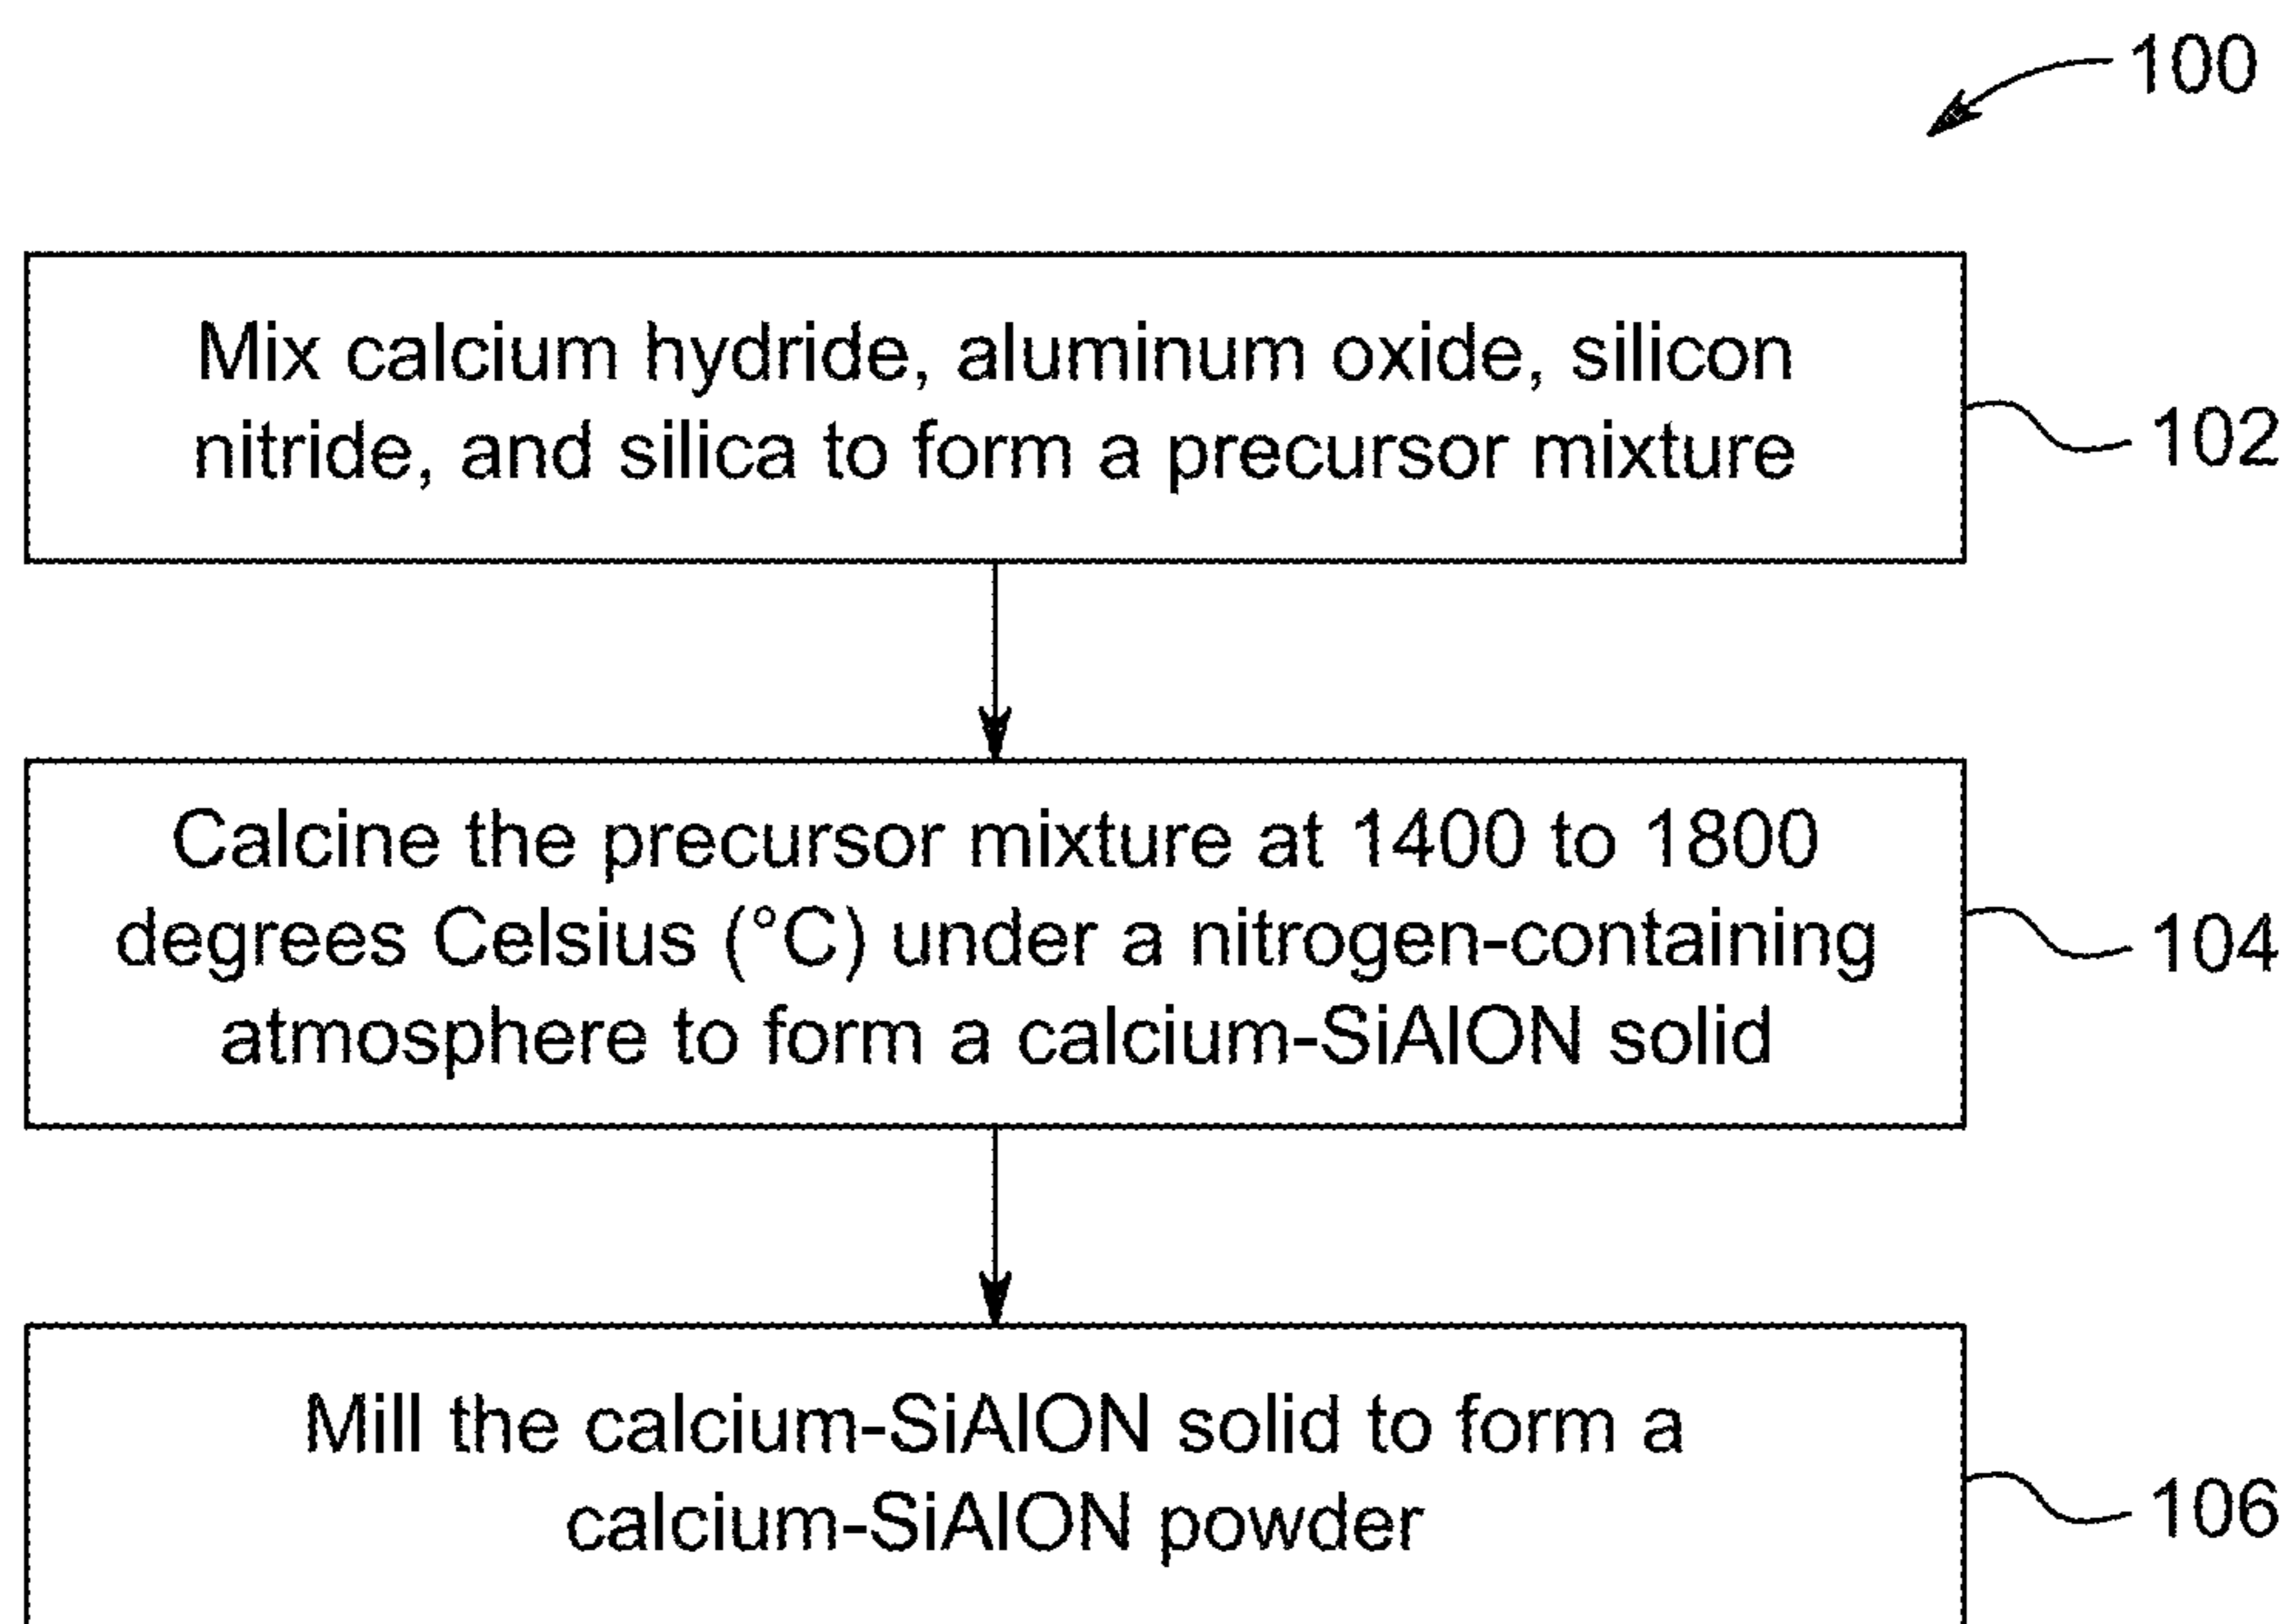 100
Mix calcium hydride, aluminum oxide, silicon
nitride, and silica to form a precursor mixture
102
Calcine the precursor mixture at 1400 to 1800
degrees Celsius (°C) under a nitrogen-containing
atmosphere to form a calcium-SiAlON solid
104
Mill the calcium-SiAlON solid to form a
calcium-SiAlON powder
106